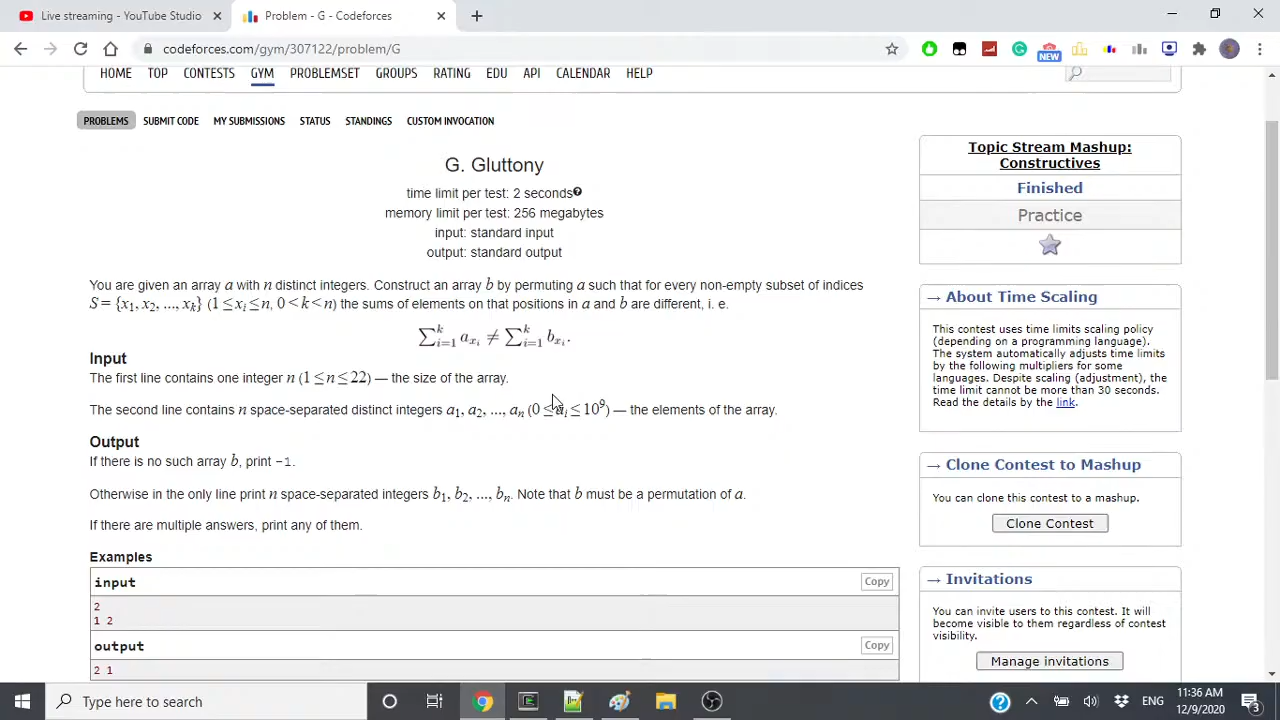 Live streaming - YouTube Studio
Problem - G - Codeforces
codeforces.com/gym/307122/problem/G
NEW
HOME TOP CONTESTS GYM PROBLEMSET GROUPS RATING EDU API CALENDAR HELP
PROBLEMS SUBMIT CODE MY SUBMISSIONS STATUS STANDINGS CUSTOM INVOCATION
G. Gluttony
time limit per test: 2 seconds
memory limit per test: 256 megabytes
input: standard input
output: standard output
You are given an array a with n distinct integers. Construct an array b by permuting a such that for every non-empty subset of indices
S = {x1, x2, ..., xk} (1 ≤ xi ≤ n, 0 < k < n) the sums of elements on that positions in a and b are different, i. e.
∑ᵏᵢ₌₁ aₓᵢ ≠ ∑ᵏᵢ₌₁ bₓᵢ.
Input
The first line contains one integer n (1 ≤ n ≤ 22) — the size of the array.
The second line contains n space-separated distinct integers a1, a2, ..., an (0 ≤ ai ≤ 10⁹) — the elements of the array.
Output
If there is no such array b, print -1.
Otherwise in the only line print n space-separated integers b1, b2, ..., bn. Note that b must be a permutation of a.
If there are multiple answers, print any of them.
Examples
input
Copy
2
1 2
output
Copy
2 1
Topic Stream Mashup:
Constructives
Finished
Practice
→ About Time Scaling
This contest uses time limits scaling policy
(depending on a programming language).
The system automatically adjusts time limits
by the following multipliers for some
languages. Despite scaling (adjustment), the
time limit cannot be more than 30 seconds.
Read the details by the link.
→ Clone Contest to Mashup
You can clone this contest to a mashup.
Clone Contest
→ Invitations
You may invite users to this contest. It will
become visible to them regardless of contest
visibility.
Manage invitations
Type here to search
ENG
11:36 AM
12/9/2020
3